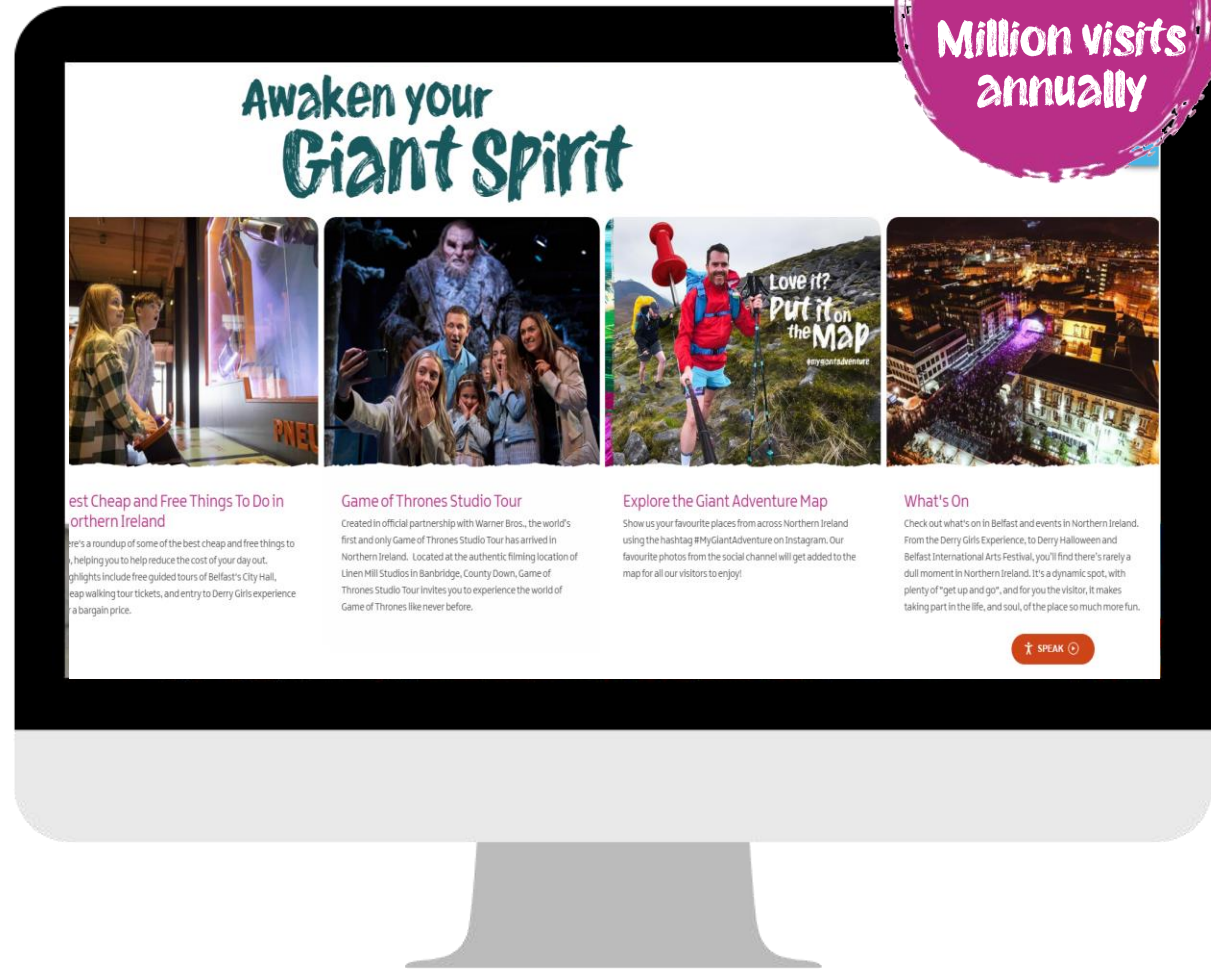 Million visits
annually
Awaken your
Giant Spirit
PNEU
Love it?
Put it on
the Map
#mygiantadventure
est Cheap and Free Things To Do in
orthern Ireland
ere's a roundup of some of the best cheap and free things to
, helping you to help reduce the cost of your day out.
ghlights include free guided tours of Belfast's City Hall,
eap walking tour tickets, and entry to Derry Girls experience
r a bargain price.
Game of Thrones Studio Tour
Created in official partnership with Warner Bros., the world's
first and only Game of Thrones Studio Tour has arrived in
Northern Ireland. Located at the authentic filming location of
Linen Mill Studios in Banbridge, County Down, Game of
Thrones Studio Tour invites you to experience the world of
Game of Thrones like never before.
Explore the Giant Adventure Map
Show us your favourite places from across Northern Ireland
using the hashtag #MyGiantAdventure on Instagram. Our
favourite photos from the social channel will get added to the
map for all our visitors to enjoy!
What's On
Check out what's on in Belfast and events in Northern Ireland.
From the Derry Girls Experience, to Derry Halloween and
Belfast International Arts Festival, you'll find there's rarely a
dull moment in Northern Ireland. It's a dynamic spot, with
plenty of "get up and go", and for you the visitor, it makes
taking part in the life, and soul, of the place so much more fun.
SPEAK